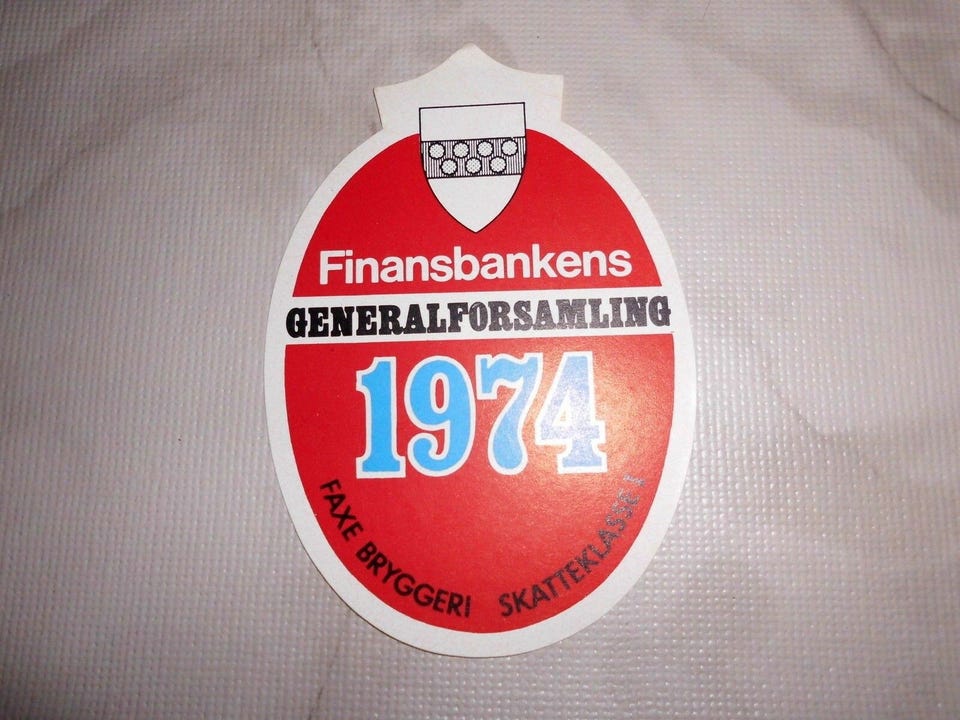 Finansbankens
GENERALFORSAMLING
1974
FAXE BRYGGERI SKATTEKLASSE I